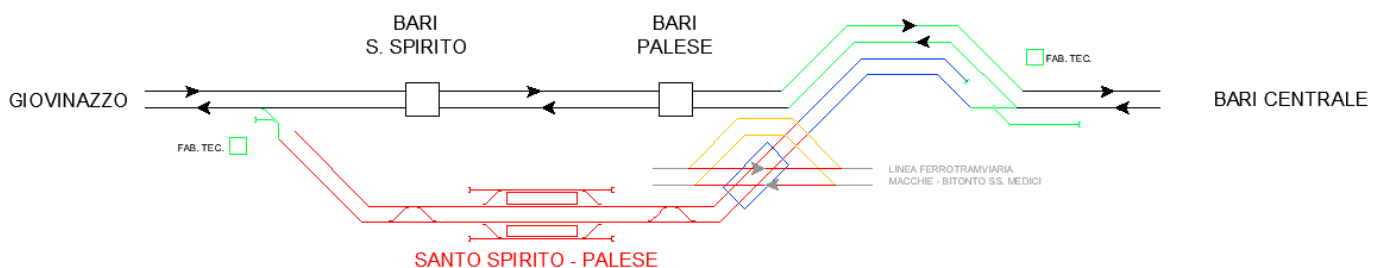 BARI
S. SPIRITO
BARI
PALESE
FAB. TEC.
GIOVINAZZO
BARI CENTRALE
FAB. TEC.
LINEA FERROTRAMVIARIA
MACCHIE - BITONTO SS. MEDICI
SANTO SPIRITO - PALESE